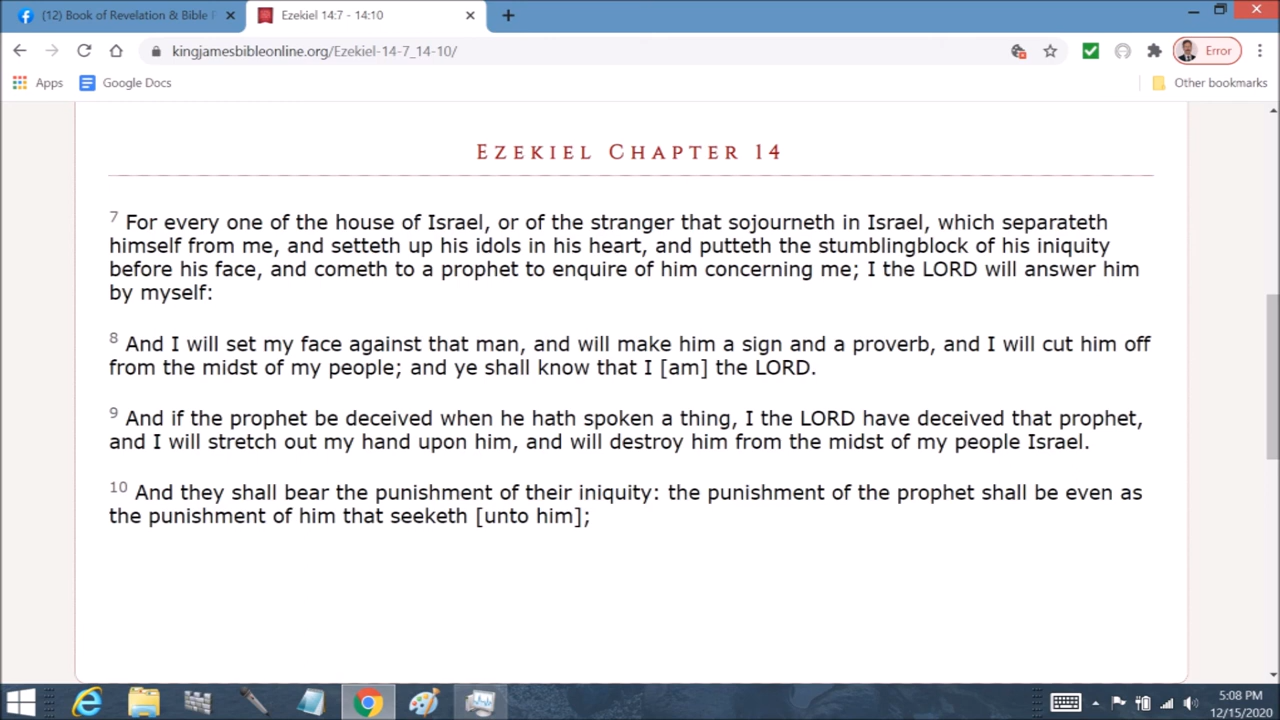 (12) Book of Revelation & Bible
Ezekiel 14:7 - 14:10
kingjamesbibleonline.org/Ezekiel-14-7_14-10/
Error
Apps
Google Docs
Other bookmarks
EZEKIEL CHAPTER 14
7 For every one of the house of Israel, or of the stranger that sojourneth in Israel, which separateth
himself from me, and setteth up his idols in his heart, and putteth the stumblingblock of his iniquity
before his face, and cometh to a prophet to enquire of him concerning me; I the LORD will answer him
by myself:
8 And I will set my face against that man, and will make him a sign and a proverb, and I will cut him off
from the midst of my people; and ye shall know that I [am] the LORD.
9 And if the prophet be deceived when he hath spoken a thing, I the LORD have deceived that prophet,
and I will stretch out my hand upon him, and will destroy him from the midst of my people Israel.
10 And they shall bear the punishment of their iniquity: the punishment of the prophet shall be even as
the punishment of him that seeketh [unto him];
5:08 PM
12/15/2020